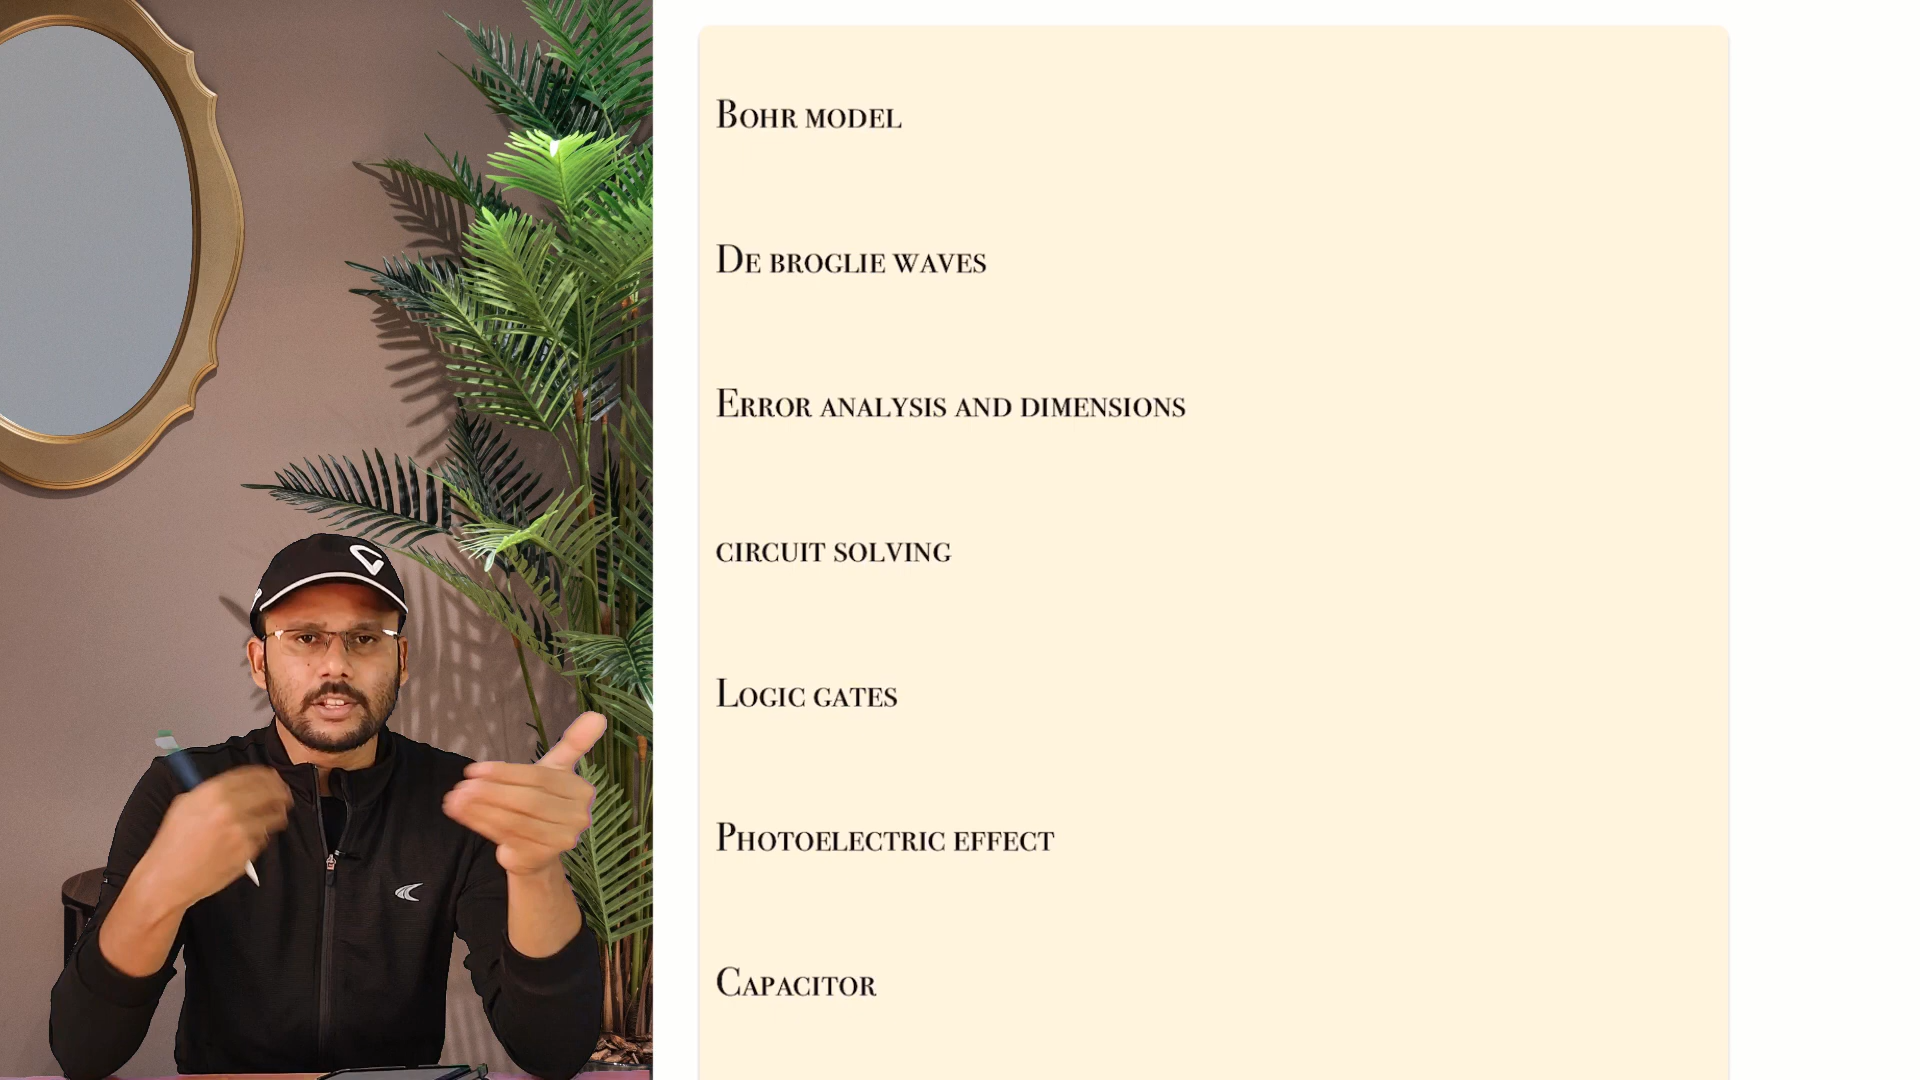 Bohr model
De broglie waves
Error analysis and dimensions
circuit solving
Logic gates
Photoelectric effect
Capacitor